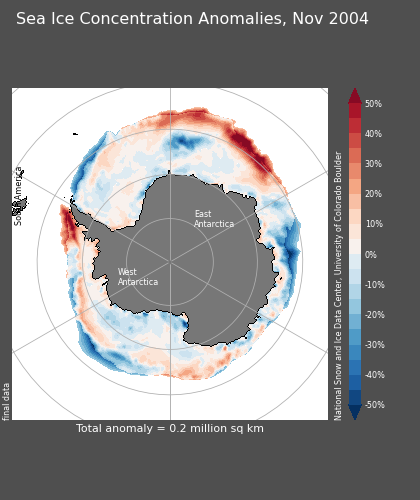 Sea Ice Concentration Anomalies, Nov 2004
South America
East
Antarctica
West
Antarctica
final data
National Snow and Ice Data Center, University of Colorado Boulder
50%
40%
30%
20%
10%
0%
-10%
-20%
-30%
-40%
-50%
Total anomaly = 0.2 million sq km